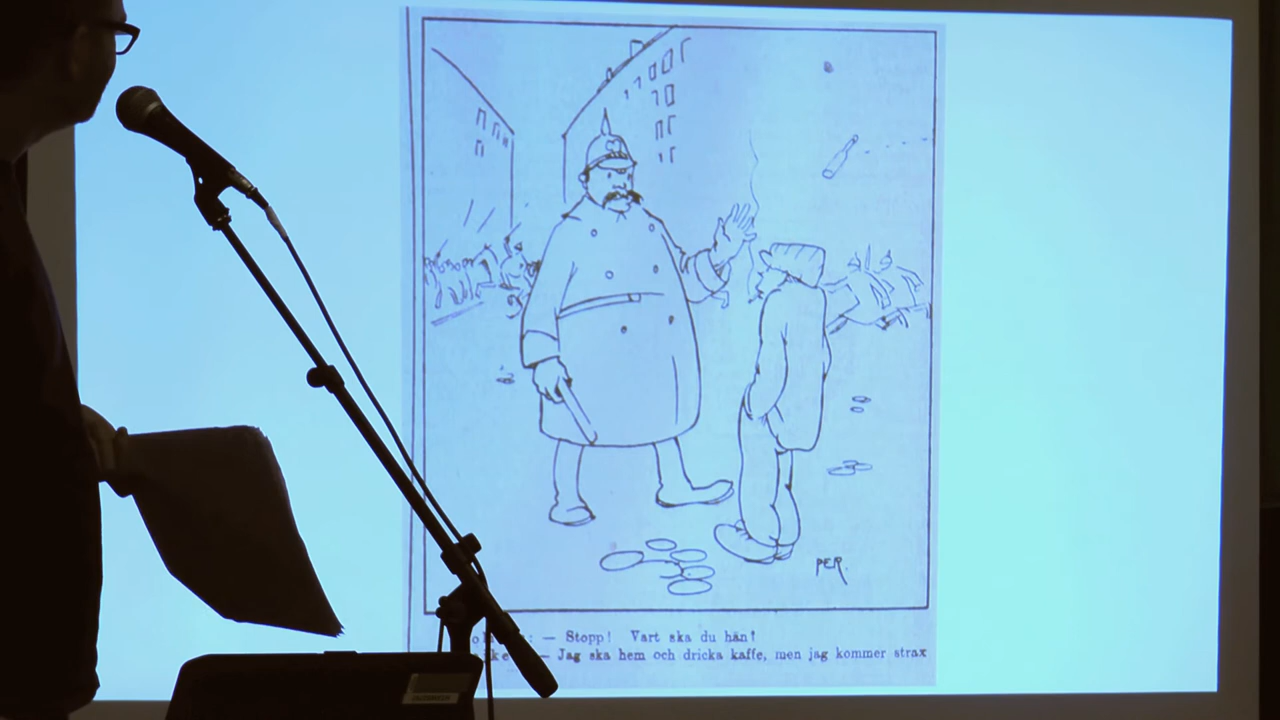 PER.
— Stopp! Vart ska du hän?
— Jag ska hem och dricka kaffe, men jag kommer strax